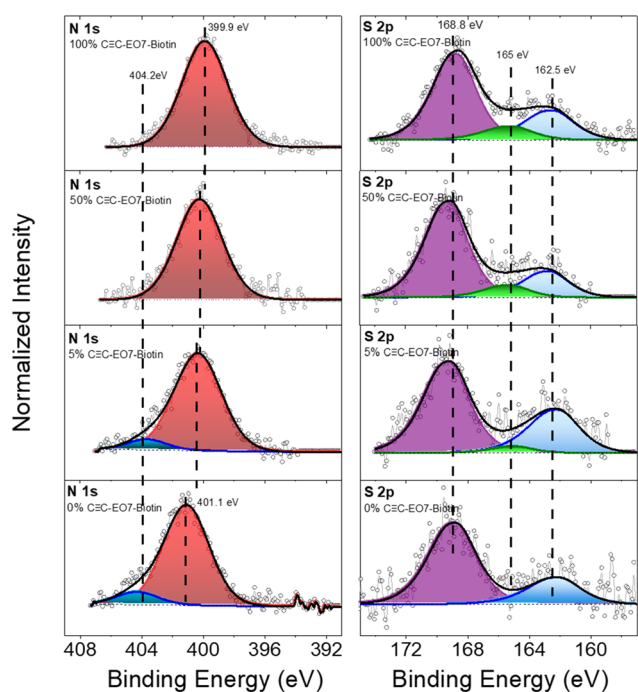 N 1s
100% C≡C-EO7-Biotin
399.9 eV
404.2eV
S 2p
100% C≡C-EO7-Biotin
168.8 eV
165 eV
162.5 eV
N 1s
50% C≡C-EO7-Biotin
S 2p
50% C≡C-EO7-Biotin
N 1s
5% C≡C-EO7-Biotin
S 2p
5% C≡C-EO7-Biotin
N 1s
0% C≡C-EO7-Biotin
401.1 eV
S 2p
0% C≡C-EO7-Biotin
Normalized Intensity
408 404 400 396 392
172 168 164 160
Binding Energy (eV)
Binding Energy (eV)